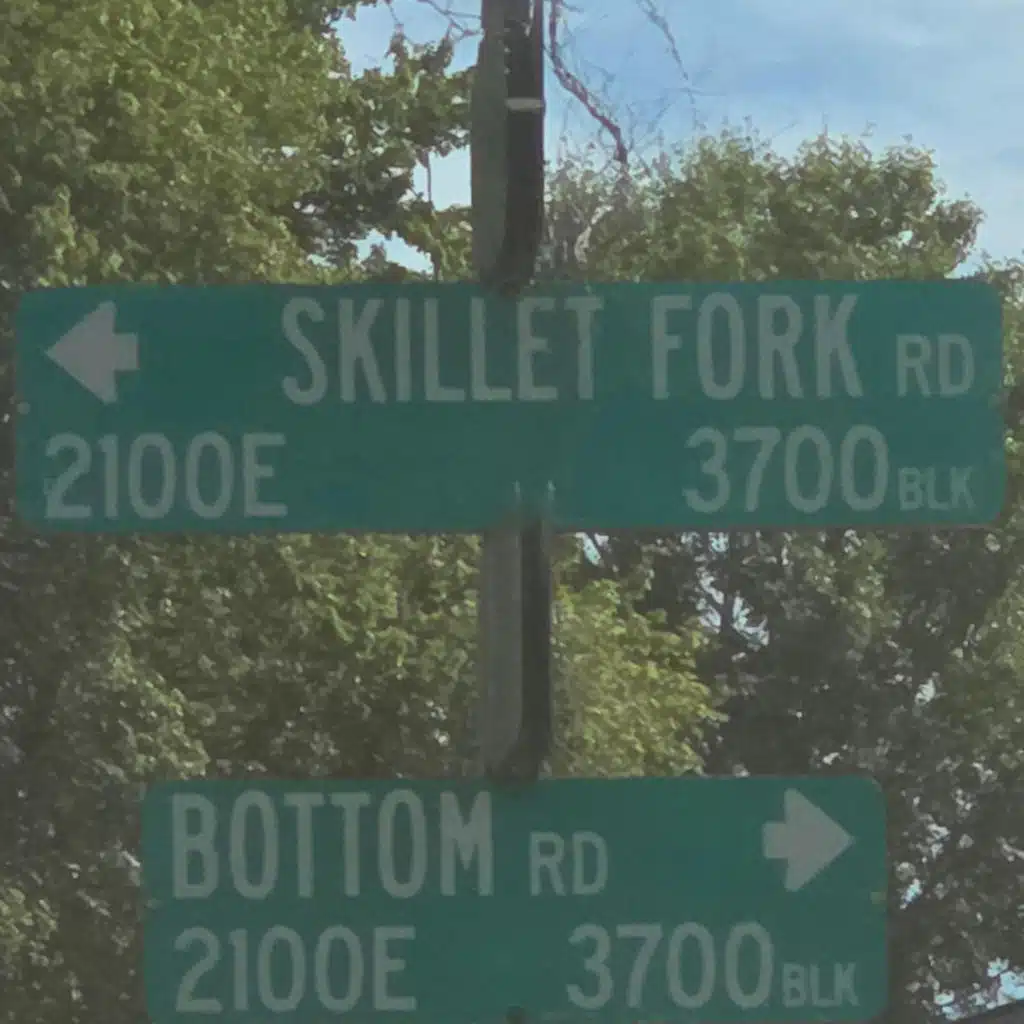 SKILLET FORK RD
2100E 3700 BLK
BOTTOM RD
2100E 3700 BLK